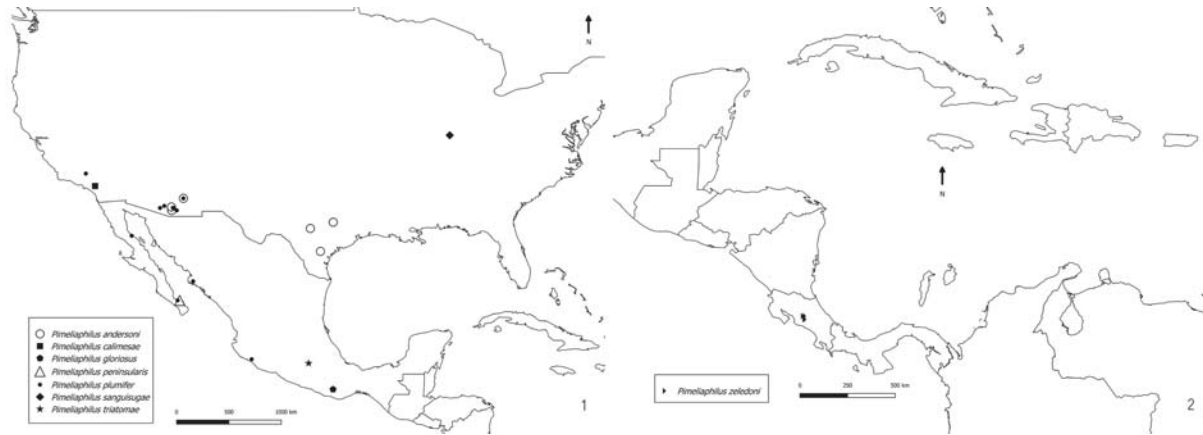 N
Pimeliaphilus andersoni
Pimeliaphilus calimesae
Pimeliaphilus gloriosus
Pimeliaphilus peninsularis
Pimeliaphilus plumifer
Pimeliaphilus sanguisugae
Pimeliaphilus triatomae
0 500 1000 km
1
N
Pimeliaphilus zeledoni
0 250 500 km
2